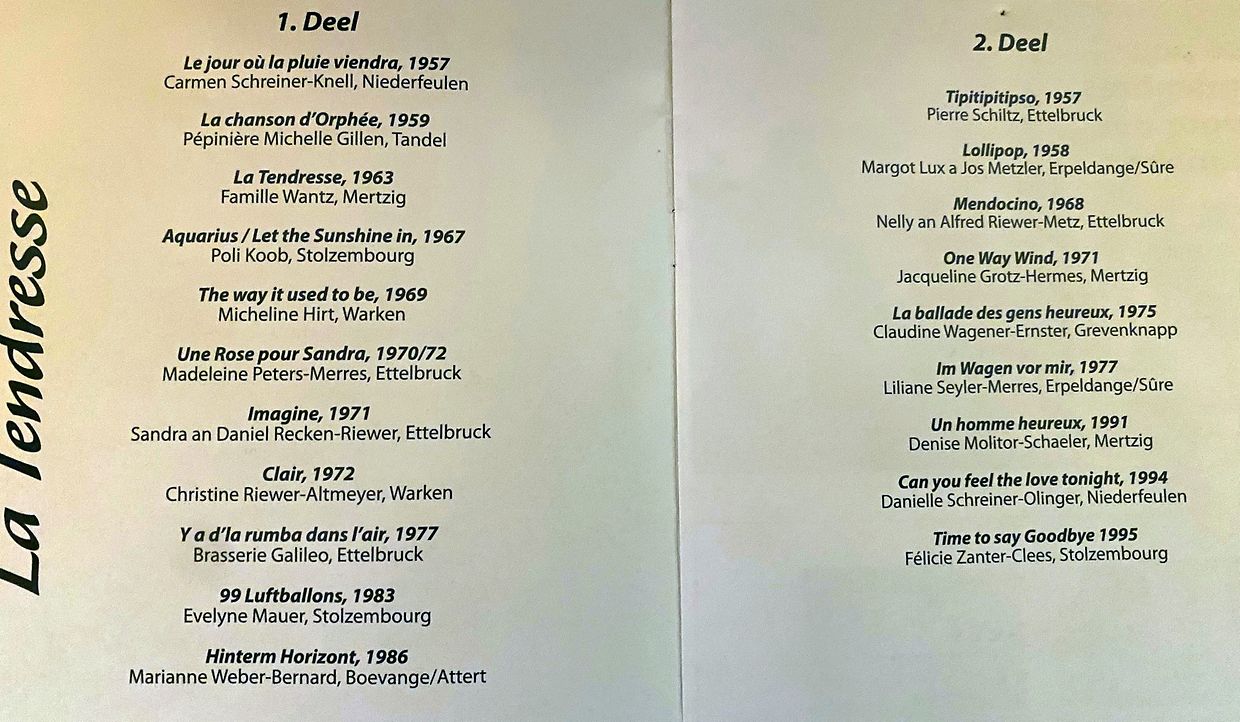 La Tendresse
1. Deel
Le jour où la pluie viendra, 1957
Carmen Schreiner-Knell, Niederfeulen
La chanson d'Orphée, 1959
Pépinière Michelle Gillen, Tandel
La Tendresse, 1963
Famille Wantz, Mertzig
Aquarius / Let the Sunshine in, 1967
Poli Koob, Stolzembourg
The way it used to be, 1969
Micheline Hirt, Warken
Une Rose pour Sandra, 1970/72
Madeleine Peters-Merres, Ettelbruck
Imagine, 1971
Sandra an Daniel Recken-Riewer, Ettelbruck
Clair, 1972
Christine Riewer-Altmeyer, Warken
Y a d'la rumba dans l'air, 1977
Brasserie Galileo, Ettelbruck
99 Luftballons, 1983
Evelyne Mauer, Stolzembourg
Hinterm Horizont, 1986
Marianne Weber-Bernard, Boevange/Attert
2. Deel
Tipitipitipso, 1957
Pierre Schiltz, Ettelbruck
Lollipop, 1958
Margot Lux a Jos Metzler, Erpeldange/Sûre
Mendocino, 1968
Nelly an Alfred Riewer-Metz, Ettelbruck
One Way Wind, 1971
Jacqueline Grotz-Hermes, Mertzig
La ballade des gens heureux, 1975
Claudine Wagener-Ernster, Grevenknapp
Im Wagen vor mir, 1977
Liliane Seyler-Merres, Erpeldange/Sûre
Un homme heureux, 1991
Denise Molitor-Schaeler, Mertzig
Can you feel the love tonight, 1994
Danielle Schreiner-Olinger, Niederfeulen
Time to say Goodbye 1995
Félicie Zanter-Clees, Stolzembourg